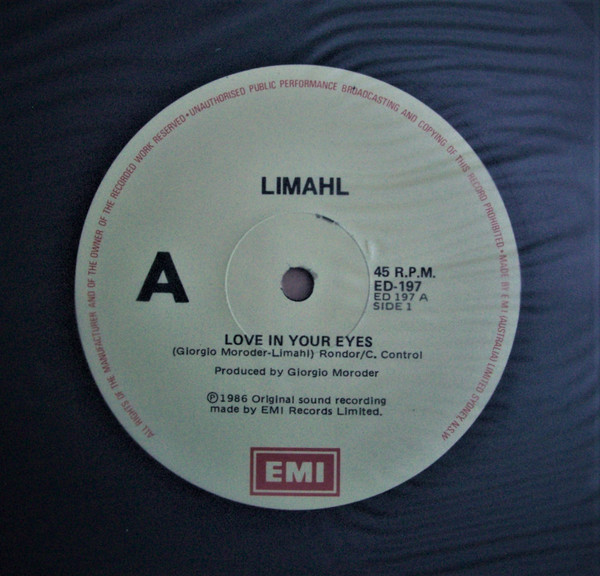 ALL RIGHTS OF THE MANUFACTURER AND OF THE OWNER OF THE RECORDED WORK RESERVED • UNAUTHORISED PUBLIC PERFORMANCE BROADCASTING AND COPYING OF THIS RECORD PROHIBITED • MADE BY E M I (AUSTRALIA) LIMITED SYDNEY. N.S.W.
LIMAHL
A
45 R.P.M.
ED-197
ED 197 A
SIDE 1
LOVE IN YOUR EYES
(Giorgio Moroder-Limahl) Rondor/C. Control
Produced by Giorgio Moroder
℗1986 Original sound recording
made by EMI Records Limited.
EMI